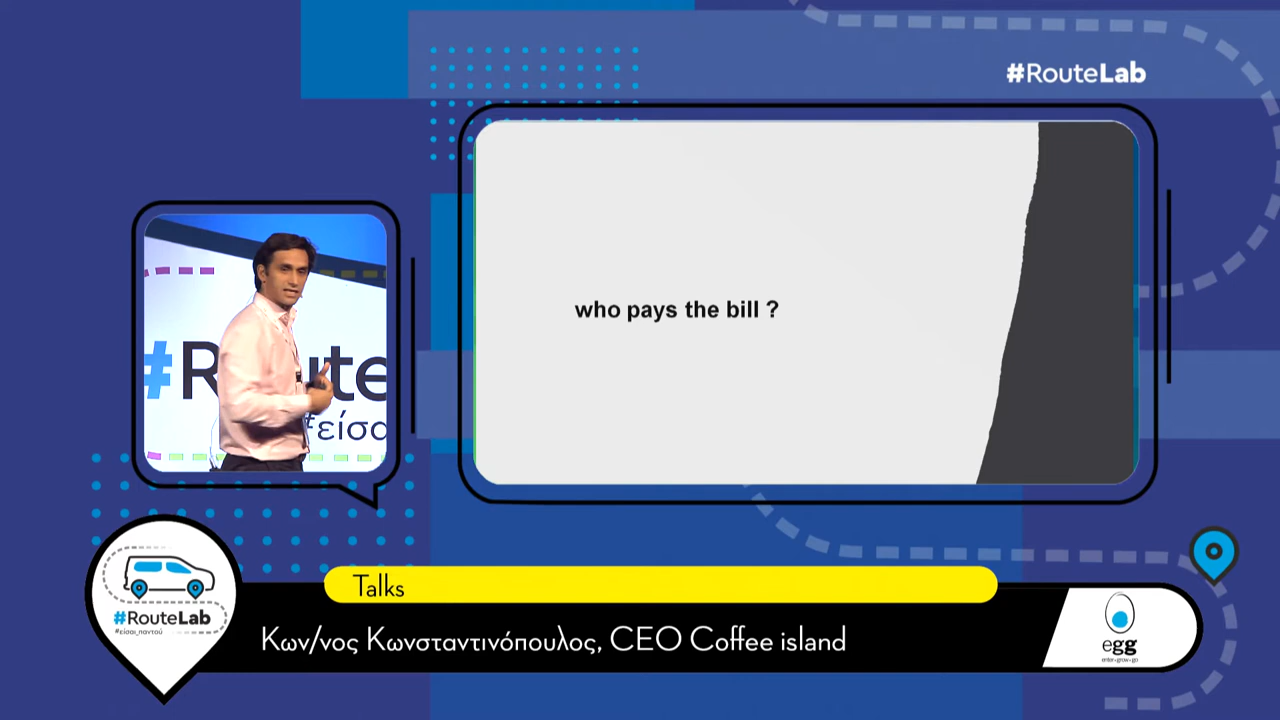 #RouteLab
who pays the bill ?
#Route
#είσα
Talks
Κων/νος Κωνσταντινόπουλος, CEO Coffee island
#RouteLab
#είσαι_παντού
egg
enter•grow•go